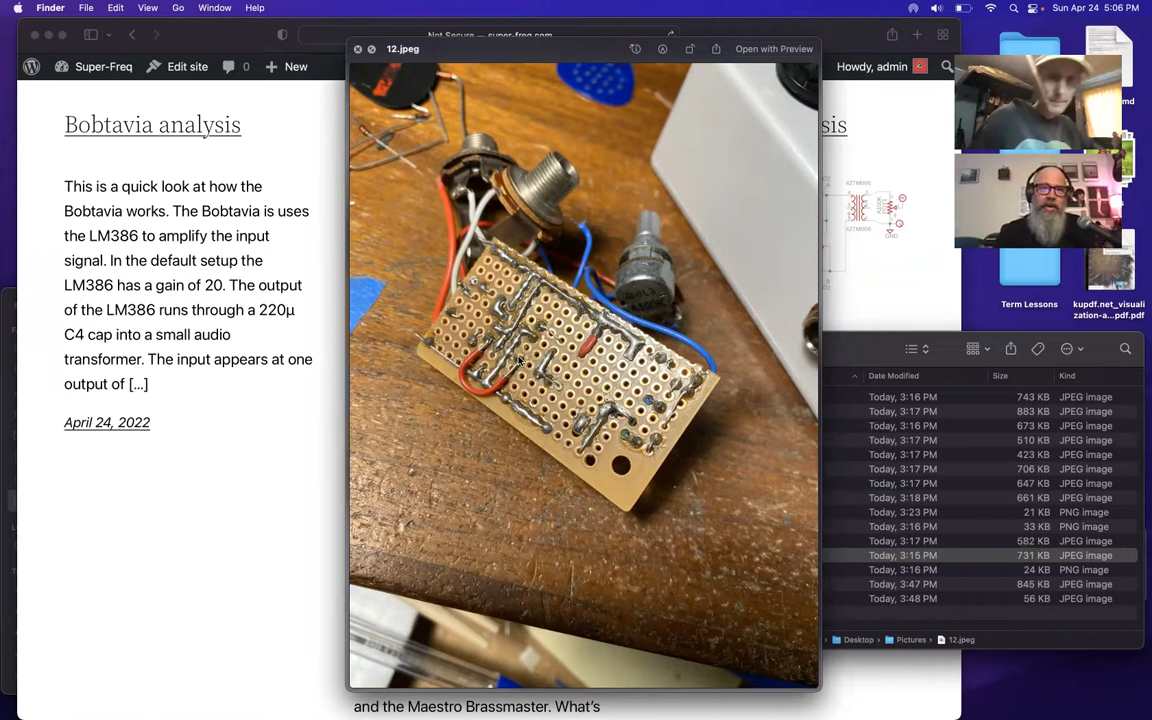 Finder File Edit View Go Window Help
Sun Apr 24 5:06 PM
Not Secure — super-freq.com
12.jpeg
Open with Preview
Super-Freq Edit site 0 New
Howdy, admin
Bobtavia analysis
This is a quick look at how the
Bobtavia works. The Bobtavia is uses
the LM386 to amplify the input
signal. In the default setup the
LM386 has a gain of 20. The output
of the LM386 runs through a 220µ
C4 cap into a small audio
transformer. The input appears at one
output of […]
April 24, 2022
and the Maestro Brassmaster. What's
42TM006
42TM006
GND
Term Lessons
kupdf.net_visuali
zation-a...pdf.pdf
Date Modified Size Kind
Today, 3:16 PM 743 KB JPEG image
Today, 3:17 PM 883 KB JPEG image
Today, 3:16 PM 426 KB JPEG image
Today, 3:17 PM 510 KB JPEG image
Today, 3:17 PM 423 KB JPEG image
Today, 3:17 PM 706 KB JPEG image
Today, 3:17 PM 647 KB JPEG image
Today, 3:18 PM 661 KB JPEG image
Today, 3:23 PM 21 KB PNG image
Today, 3:16 PM 33 KB PNG image
Today, 3:17 PM 582 KB JPEG image
Today, 3:15 PM 731 KB JPEG image
Today, 3:16 PM 24 KB PNG image
Today, 3:47 PM 845 KB JPEG image
Today, 3:48 PM 56 KB JPEG image
Desktop Pictures 12.jpeg